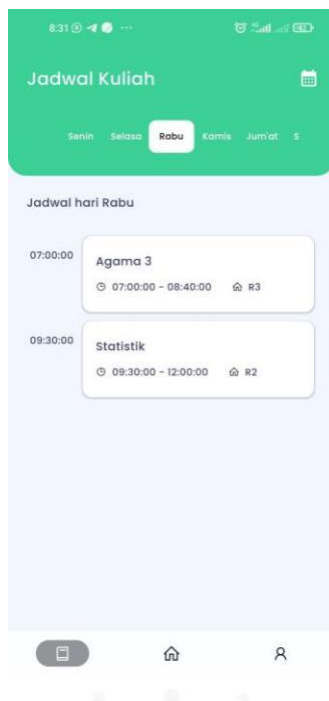 8:31
Jadwal Kuliah
Senin Selasa Rabu Kamis Jum'at S
Jadwal hari Rabu
07:00:00
Agama 3
07:00:00 - 08:40:00 R3
09:30:00
Statistik
09:30:00 - 12:00:00 R2